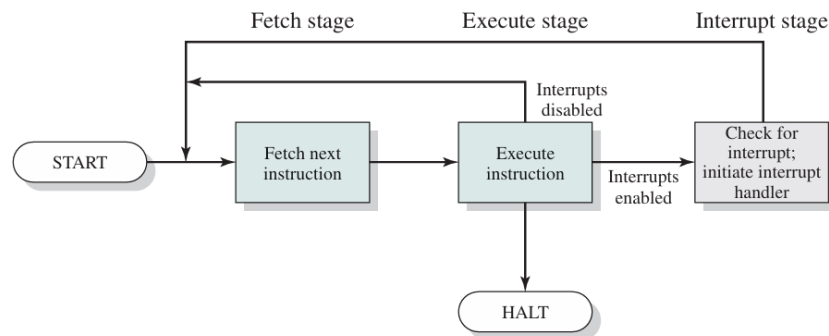 Fetch stage
Execute stage
Interrupt stage
Interrupts
disabled
START
Fetch next
instruction
Execute
instruction
Interrupts
enabled
Check for
interrupt;
initiate interrupt
handler
HALT